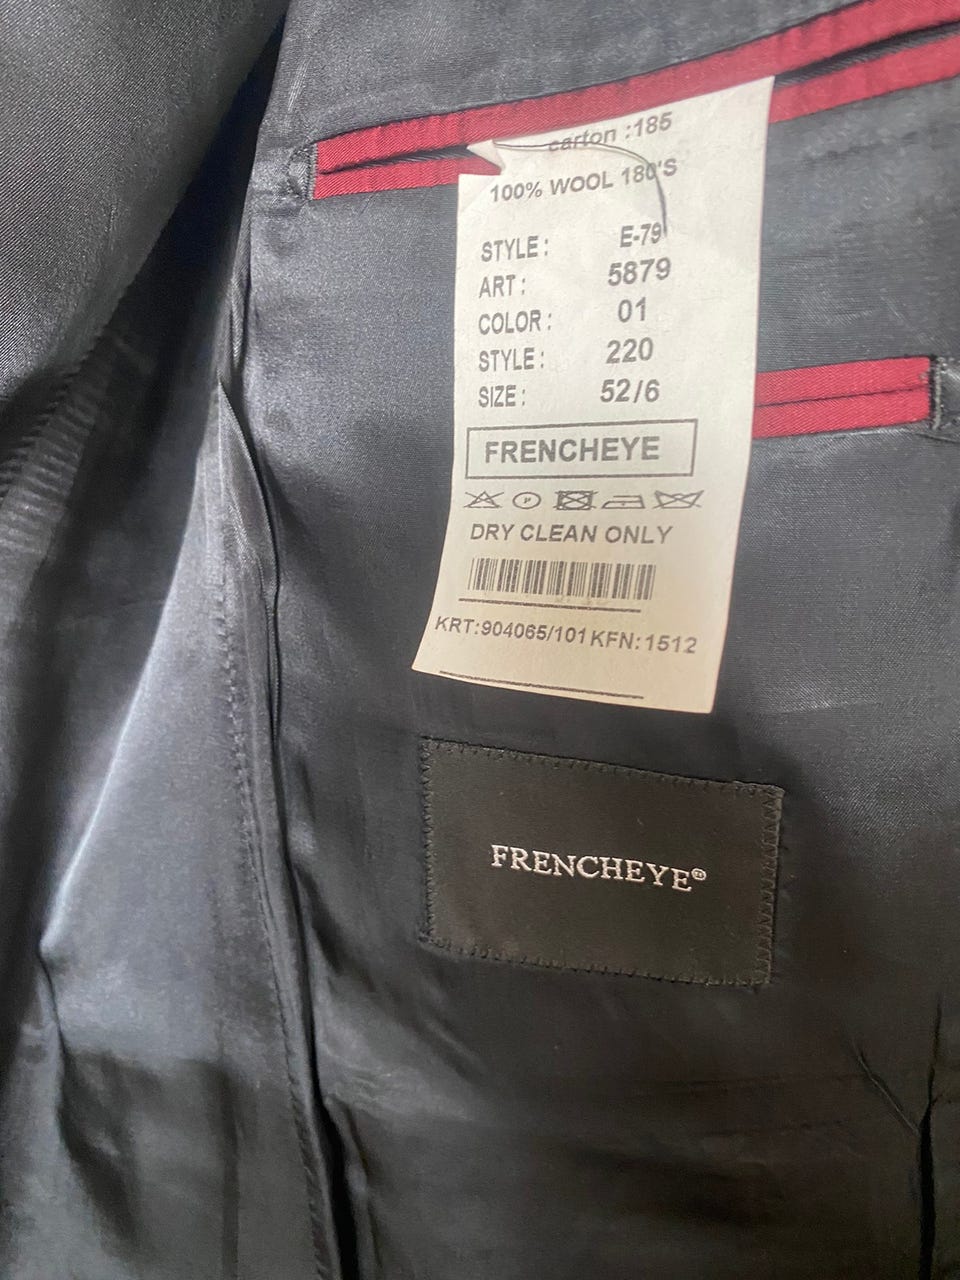 carton :185
100% WOOL 180'S
STYLE : E-79
ART : 5879
COLOR : 01
STYLE : 220
SIZE : 52/6
FRENCHEYE
DRY CLEAN ONLY
KRT:904065/101 KFN:1512
FRENCHEYE®